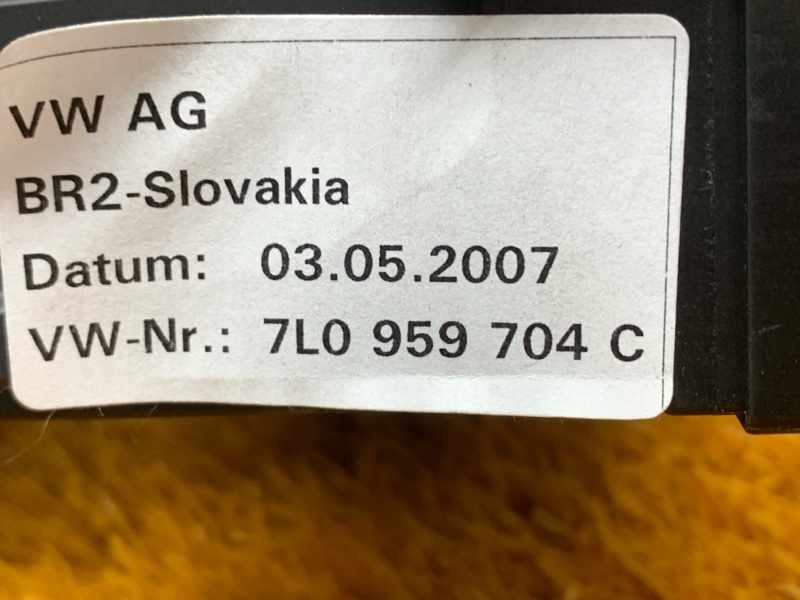 VW AG
BR2-Slovakia
Datum: 03.05.2007
VW-Nr.: 7L0 959 704 C